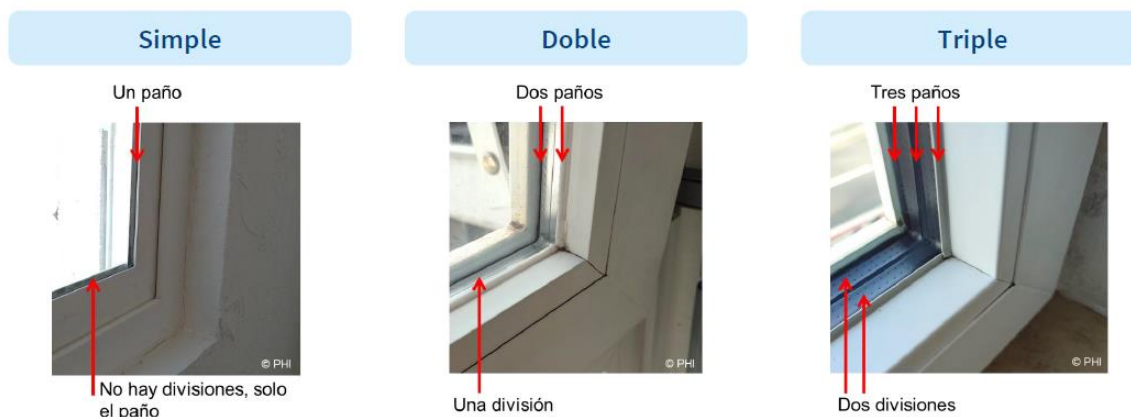 Simple
Doble
Triple
Un paño
Dos paños
Tres paños
© PHI
© PHI
© PHI
No hay divisiones, solo
el paño
Una división
Dos divisiones